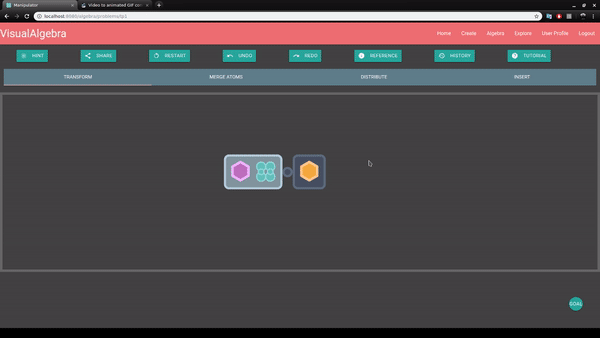 Manipulator
Video to animated GIF co
localhost:8080/algebra/problems/tp1
VisualAlgebra
Home Create Algebra Explore User Profile Logout
HINT SHARE RESTART UNDO REDO REFERENCE HISTORY TUTORIAL
TRANSFORM MERGE ATOMS DISTRIBUTE INSERT
GOAL